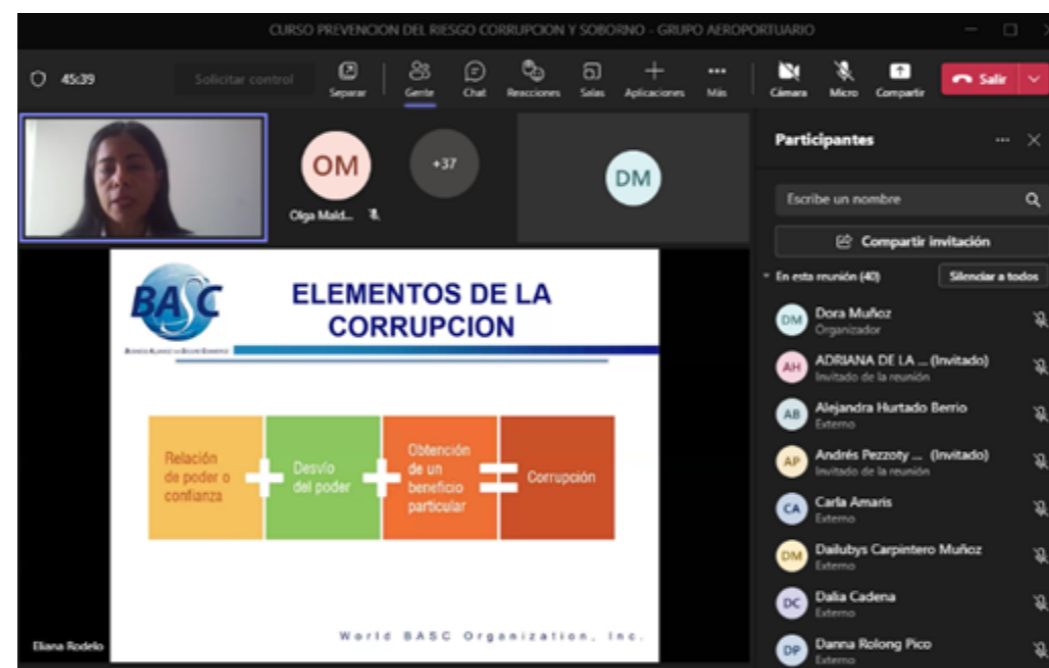 CURSO PREVENCION DEL RIESGO CORRUPCION Y SOBORNO - GRUPO AEROPORTUARIO
45:39
Solicitar control
Separar
Gente
Chat
Reacciones
Salas
Aplicaciones
Más
Cámara
Micro
Compartir
Salir
OM
Olga Mald...
+37
DM
Participantes
Escribe un nombre
Compartir invitación
En esta reunión (40)
Silenciar a todos
DM
Dora Muñoz
Organizador
AH
ADRIANA DE LA ... (Invitado)
Invitado de la reunión
AB
Alejandra Hurtado Berrio
Externo
AP
Andrés Pezzoty ... (Invitado)
Invitado de la reunión
CA
Carla Amaris
Externo
DM
Dailubys Carpintero Muñoz
Externo
DC
Dalia Cadena
Externo
DP
Danna Rolong Pico
Externo
BASC
ELEMENTOS DE LA
CORRUPCION
Relación
de poder o
confianza
+
Desvío
del poder
+
Obtención
de un
beneficio
particular
=
Corrupción
World BASC Organization, Inc.
Eliana Rodelo